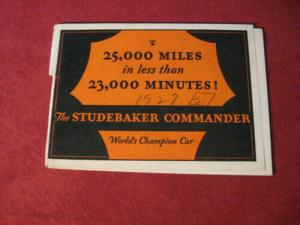 25,000 MILES
in less than
23,000 MINUTES!
1927
The STUDEBAKER COMMANDER
World's Champion Car